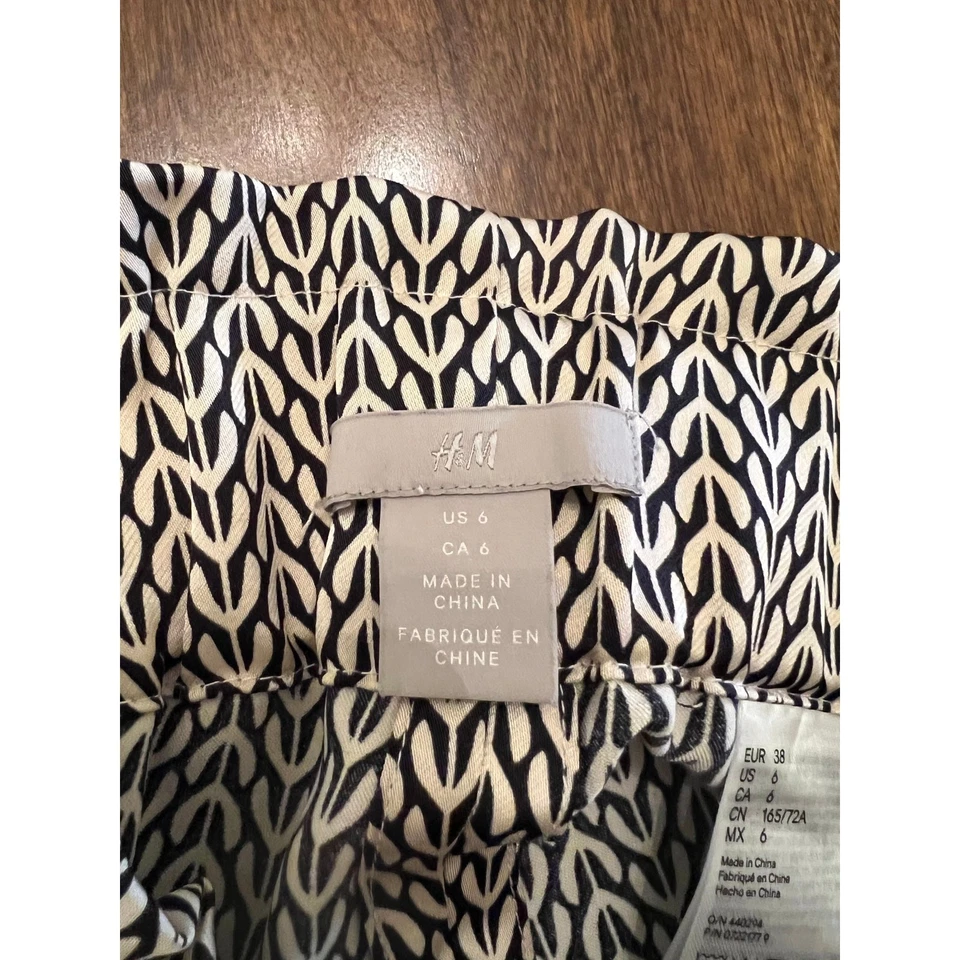 H&M
US 6
CA 6
MADE IN
CHINA
FABRIQUÉ EN
CHINE
EUR 38
US 6
CA 6
CN 165/72A
MX 6
Made in China
Fabriqué en Chine
Hecho en China
O/N 440294